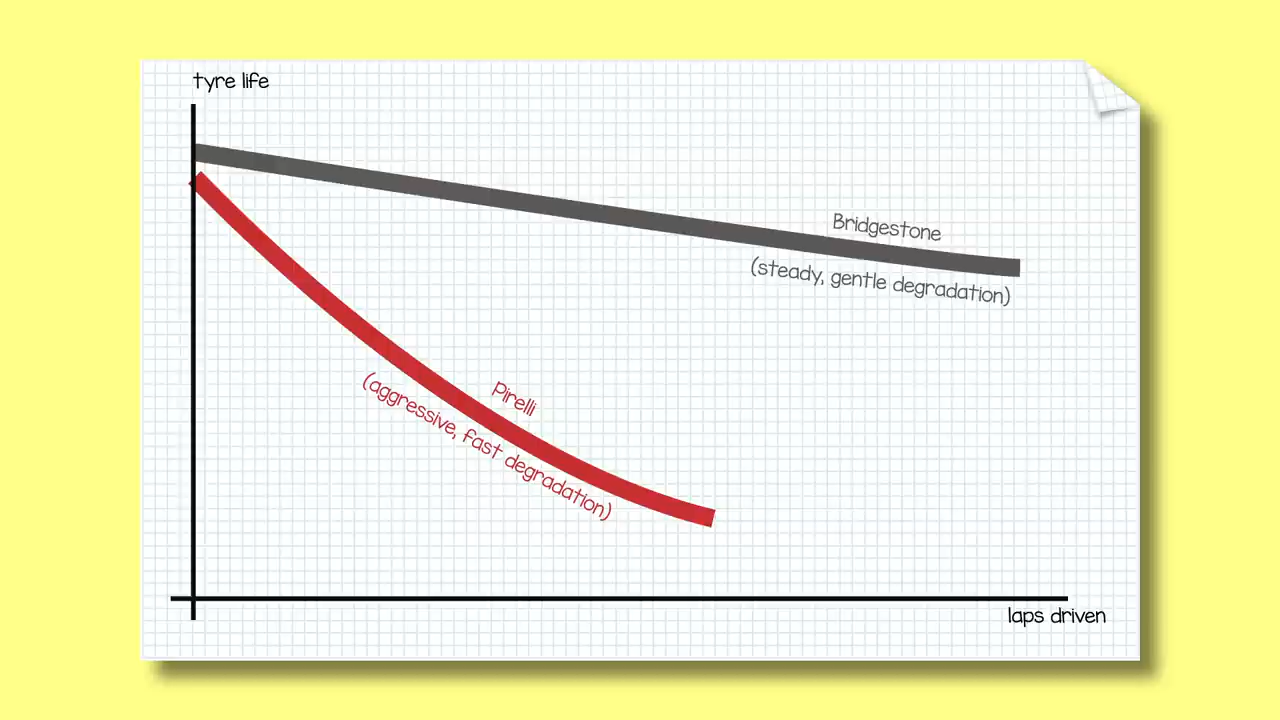 tyre life
Bridgestone
(steady, gentle degradation)
Pirelli
(aggressive, fast degradation)
laps driven